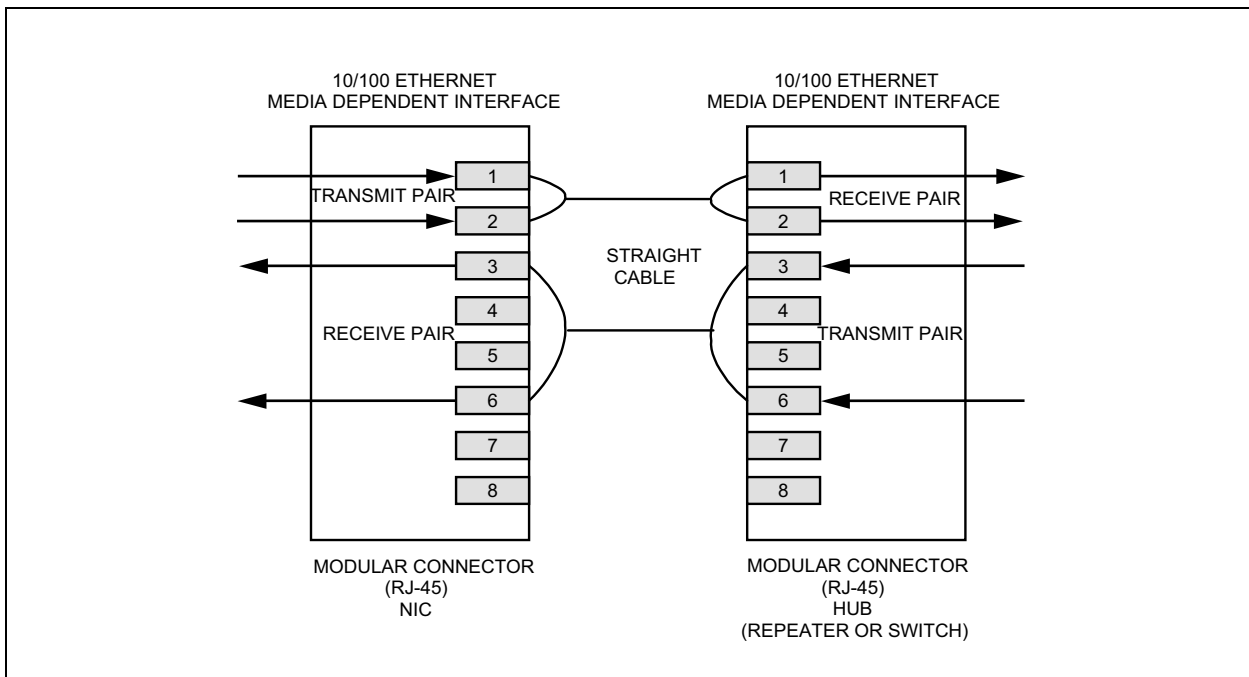 10/100 ETHERNET
MEDIA DEPENDENT INTERFACE
1
2
3
4
5
6
7
8
TRANSMIT PAIR
RECEIVE PAIR
MODULAR CONNECTOR
(RJ-45)
NIC
STRAIGHT
CABLE
10/100 ETHERNET
MEDIA DEPENDENT INTERFACE
1
2
3
4
5
6
7
8
RECEIVE PAIR
TRANSMIT PAIR
MODULAR CONNECTOR
(RJ-45)
HUB
(REPEATER OR SWITCH)